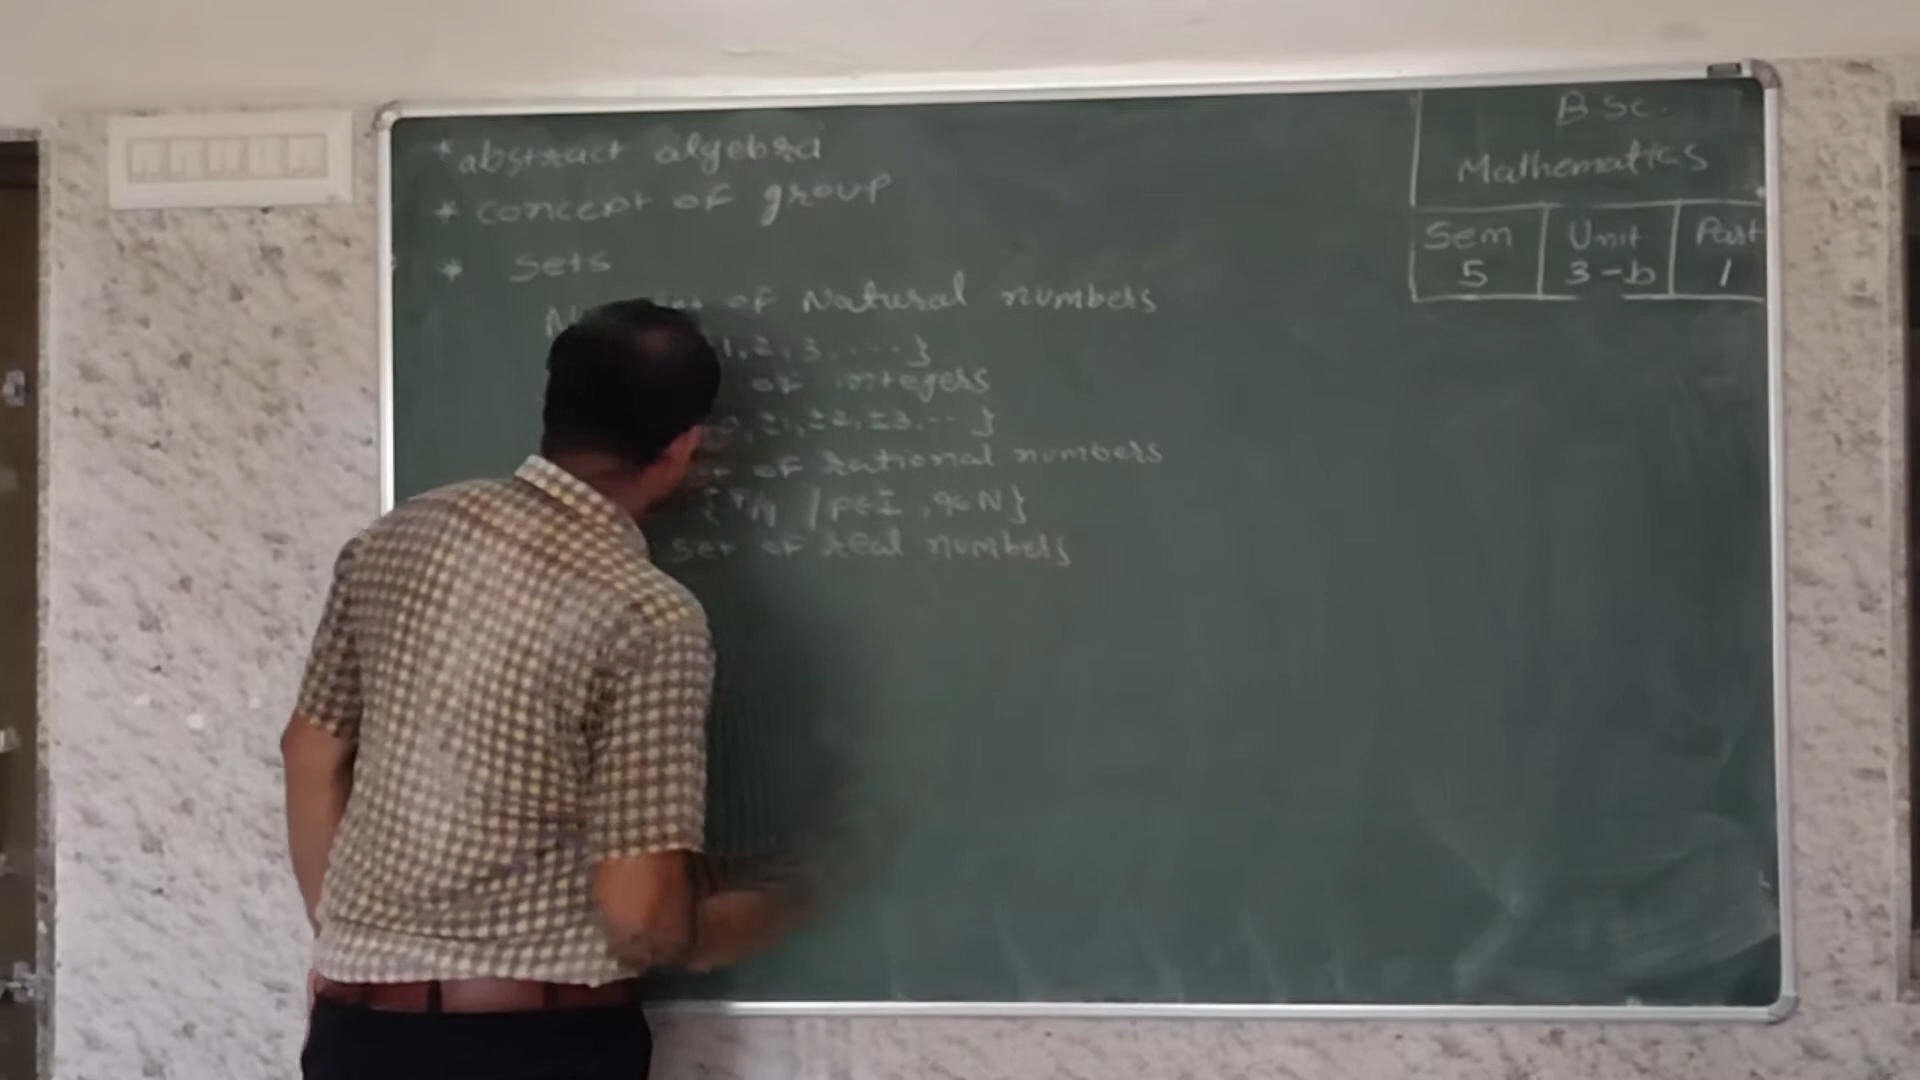 * abstract algebra
* concept of group
* Sets
N of Natural numbers
1, 2, 3, ....}
of integers
±1, ±2, ±3, ...}
of rational numbers
{ P/q / p∈I, q∈N}
set of real numbers
BSc.
Mathematics
Sem Unit Part
5 3-b 1